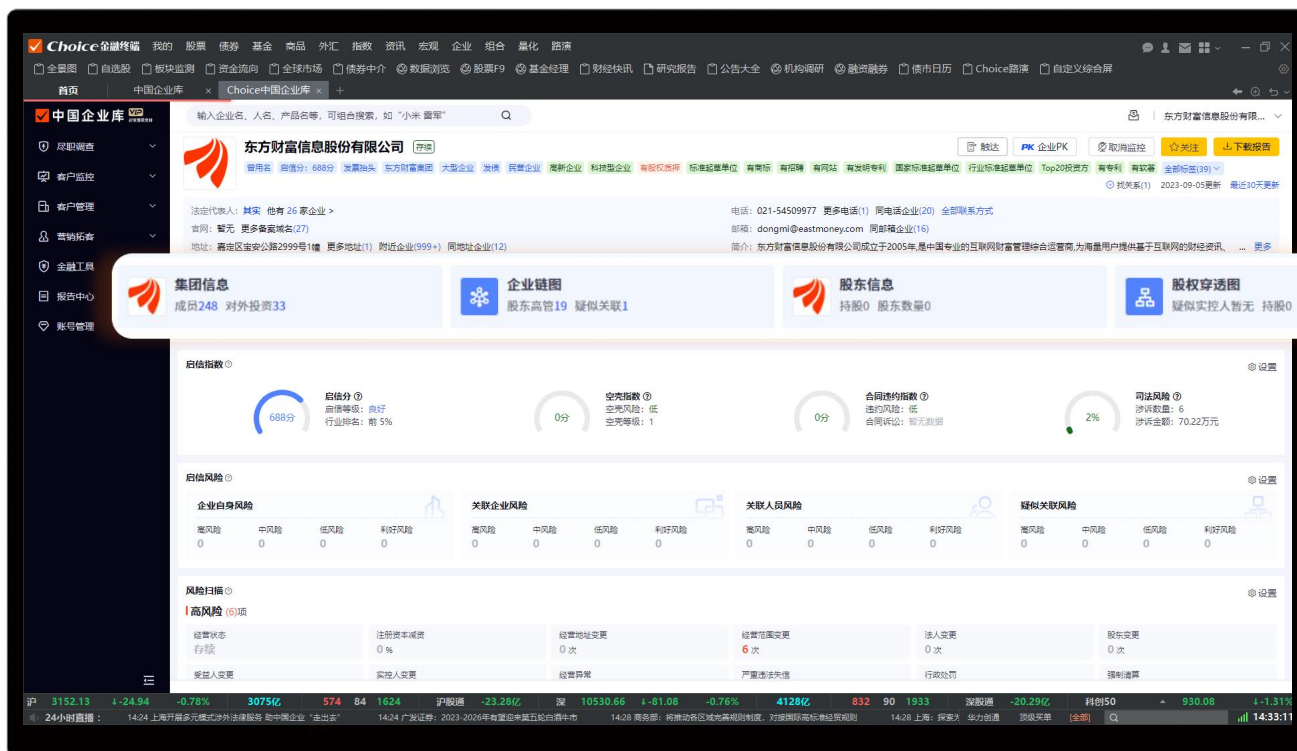 Choice金融终端 我的 股票 债券 基金 商品 外汇 指数 资讯 宏观 企业 组合 量化 路演
全景图 自选股 板块监测 资金流向 全球市场 债券中介 数据浏览 股票F9 基金经理 财经快讯 研究报告 公告大全 机构调研 融资融券 债市日历 Choice路演 自定义综合屏
首页 中国企业库 × Choice中国企业库 × +
中国企业库 VIP
输入企业名、人名、产品名等，可组合搜索，如 "小米 雷军"
东方财富信息股份有限...
尽职调查
客户监控
客户管理
营销拓客
金融工具
报告中心
账号管理
东方财富信息股份有限公司 存续
触达 PK 企业PK 取消监控 关注 下载报告
曾用名 启信分：688分 发票抬头 东方财富集团 大型企业 发债 民营企业 高新企业 科技型企业 有股权质押 标准起草单位 有商标 有招聘 有网站 有发明专利 国家标准起草单位 行业标准起草单位 Top20投资方 有专利 有软著 全部标签(39)
找关系(1) 2023-09-05更新 最近30天更新
法定代表人：其实 他有 26 家企业 >
电话：021-54509977 更多电话(1) 同电话企业(20) 全部联系方式
官网：暂无 更多备案域名(27)
邮箱：dongmi@eastmoney.com 同邮箱企业(16)
地址：嘉定区宝安公路2999号1幢 更多地址(1) 附近企业(999+) 同地址企业(12)
简介：东方财富信息股份有限公司成立于2005年,是中国专业的互联网财富管理综合运营商,为海量用户提供基于互联网的财经资讯、 ... 更多
集团信息
成员248 对外投资33
企业链图
股东高管19 疑似关联1
股东信息
持股0 股东数量0
股权穿透图
疑似实控人暂无 持股0
启信指数 设置
688分
启信分
启信等级：良好
行业排名：前 5%
0分
空壳指数
空壳风险：低
空壳等级：1
0分
合同违约指数
违约风险：低
合同诉讼：暂无数据
2%
司法风险
涉诉数量：6
涉诉金额：70.22万元
启信风险 设置
企业自身风险
高风险 中风险 低风险 利好风险
0 0 0 0
关联企业风险
高风险 中风险 低风险 利好风险
0 0 0 0
关联人员风险
高风险 中风险 低风险 利好风险
0 0 0 0
疑似关联风险
高风险 中风险 低风险 利好风险
0 0 0 0
风险扫描 设置
高风险 (6)项
经营状态
存续
注册资本减资
0 %
经营地址变更
0 次
经营范围变更
6 次
法人变更
0 次
股东变更
0 次
受益人变更 实控人变更 经营异常 严重违法失信 行政处罚 强制清算
沪 3152.13 ↓-24.94 -0.78% 3075亿 574 84 1624 沪股通 -23.28亿 深 10530.66 ↓-81.08 -0.76% 4128亿 832 90 1933 深股通 -20.29亿 科创50 930.08 ↓-1.31%
24小时直播： 14:24 上海开展多元模式涉外法律服务 助中国企业 "走出去" 14:24 广发证券：2023-2026年有望迎来第五轮白酒牛市 14:28 商务部：将推动各区域完善规则制度，对接国际高标准经贸规则 14:28 上海：探索 华力创通 顶级买单 [全部] 14:33:11